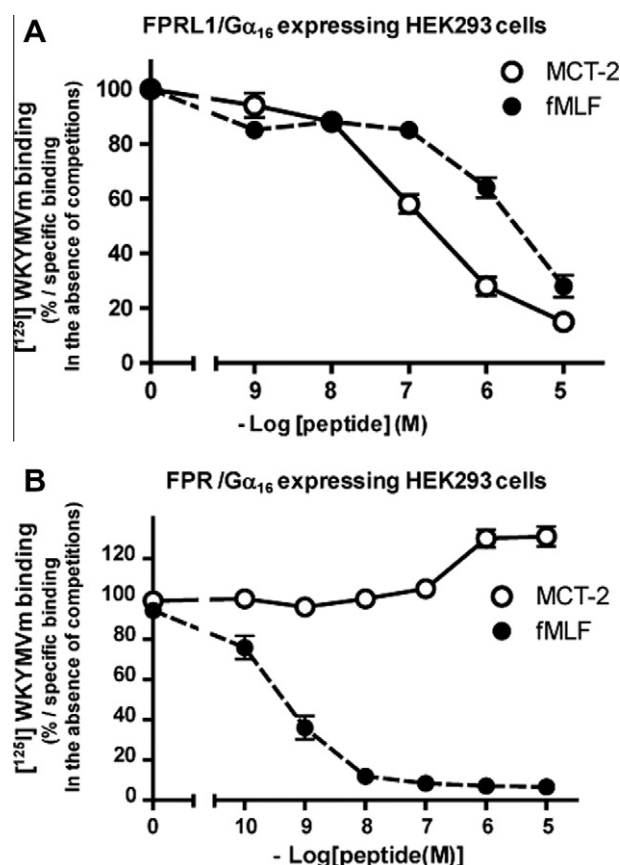 A
FPRL1/Gα16 expressing HEK293 cells
MCT-2
fMLF
[125I] WKYMVm binding
(% / specific binding
In the absence of competitions)
100
80
60
40
20
0
0 9 8 7 6 5
- Log [peptide] (M)
B
FPR /Gα16 expressing HEK293 cells
MCT-2
fMLF
[125I] WKYMVm binding
(% / specific binding
In the absence of competitions)
120
100
80
60
40
20
0
0 10 9 8 7 6 5
- Log[peptide(M)]